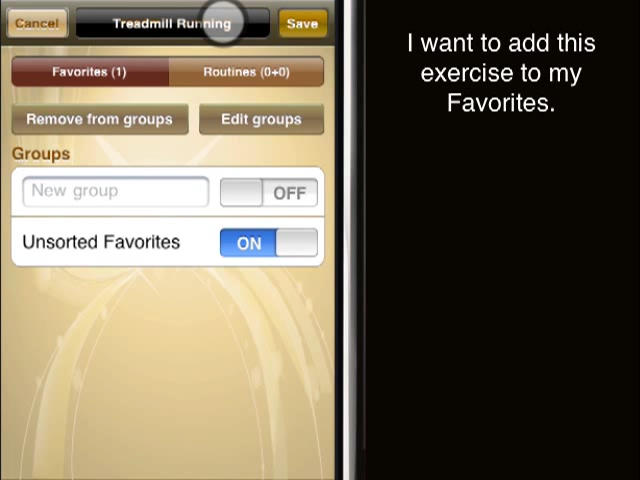 Cancel
Treadmill Running
Save
Favorites (1)
Routines (0+0)
Remove from groups
Edit groups
Groups
New group
OFF
Unsorted Favorites
ON
I want to add this
exercise to my
Favorites.